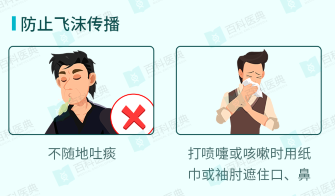 防止飞沫传播
不随地吐痰
打喷嚏或咳嗽时用纸
巾或袖肘遮住口、鼻